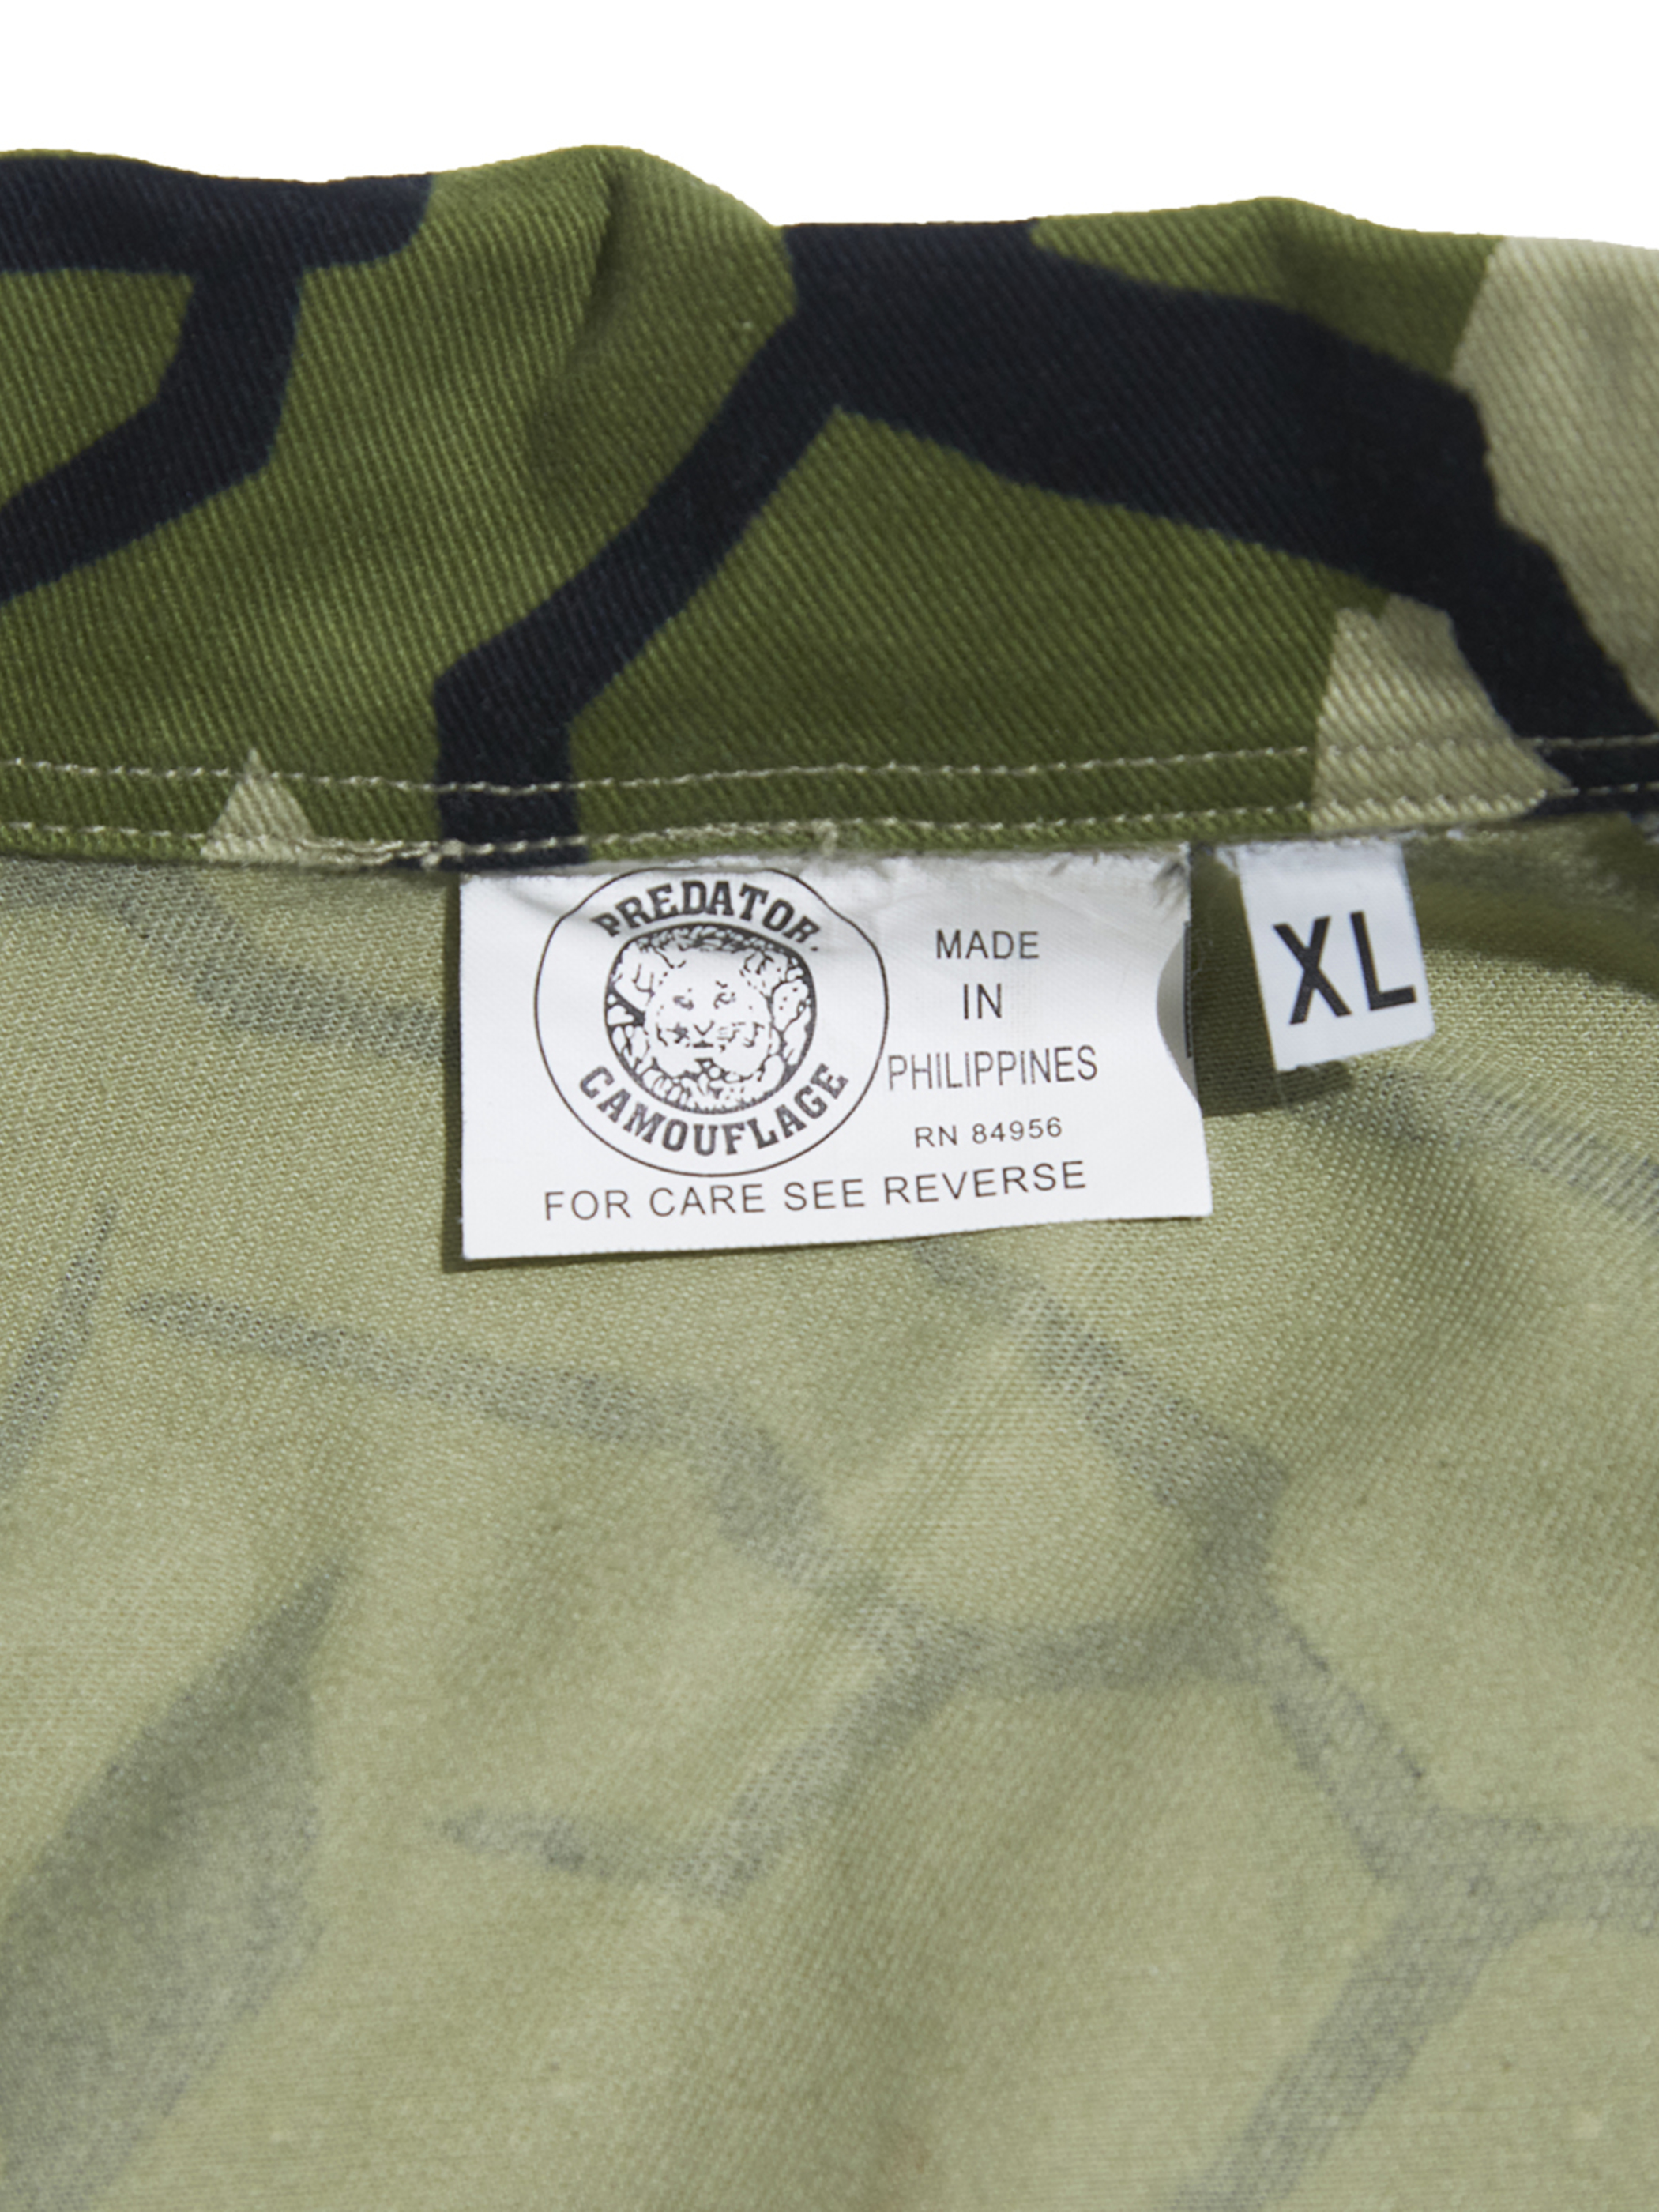 PREDATOR.
CAMOUFLAGE
MADE
IN
PHILIPPINES
RN 84956
FOR CARE SEE REVERSE
XL